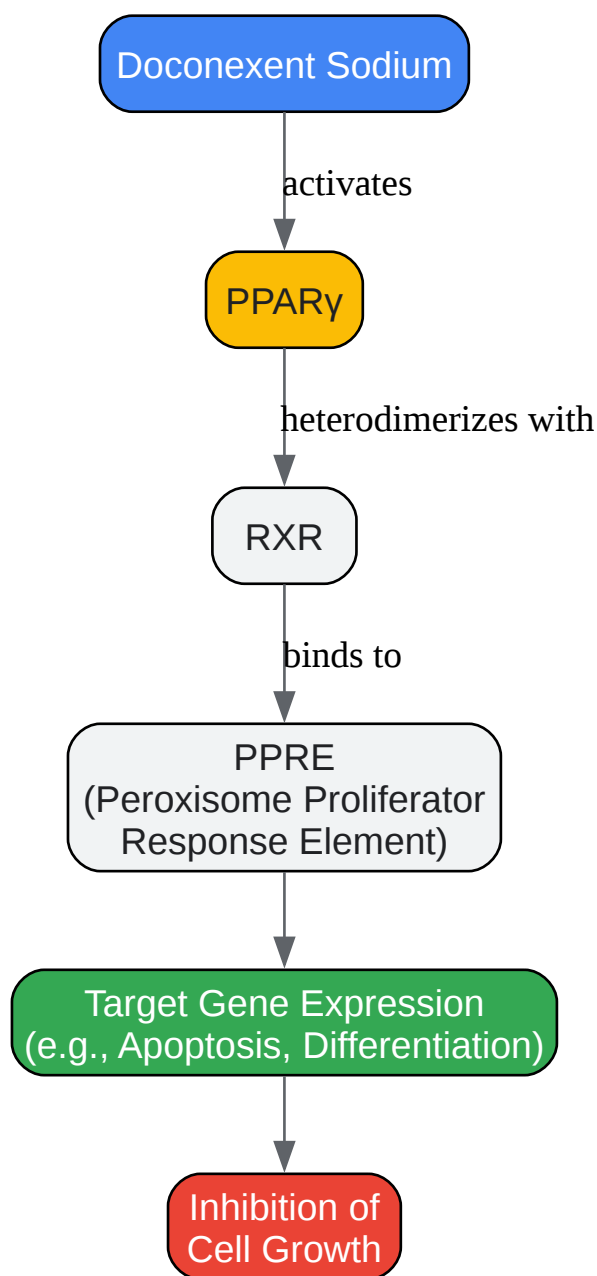 Doconexent Sodium
activates
PPARγ
heterodimerizes with
RXR
binds to
PPRE
(Peroxisome Proliferator
Response Element)
Target Gene Expression
(e.g., Apoptosis, Differentiation)
Inhibition of
Cell Growth